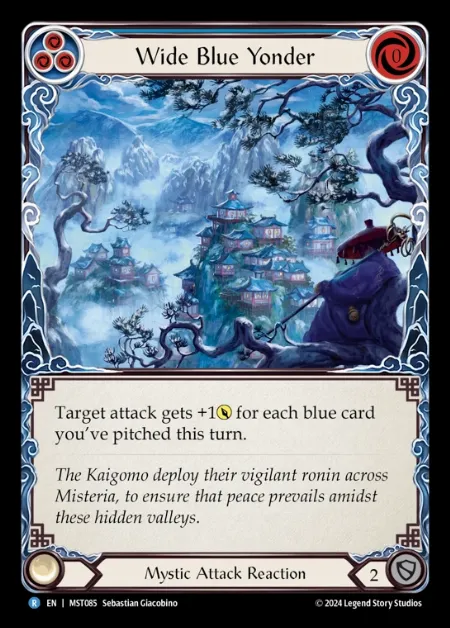 Wide Blue Yonder
0
Target attack gets +1 for each blue card
you've pitched this turn.
The Kaigomo deploy their vigilant ronin across
Misteria, to ensure that peace prevails amidst
these hidden valleys.
Mystic Attack Reaction
2
R EN | MST085 Sebastian Giacobino
© 2024 Legend Story Studios